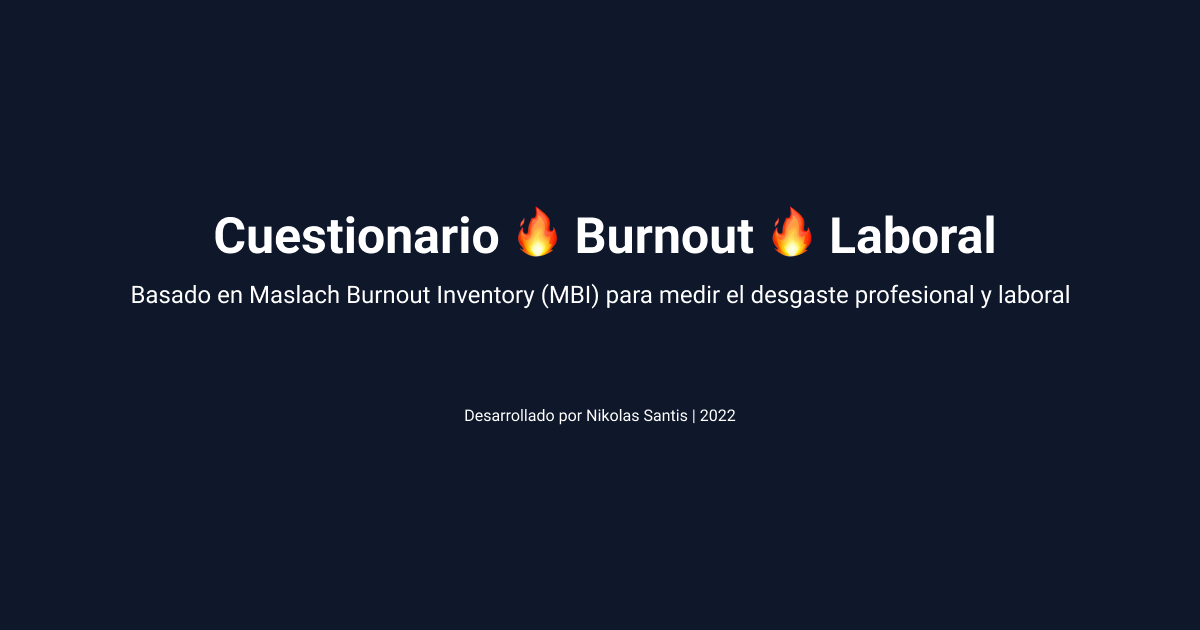 Cuestionario 🔥 Burnout 🔥 Laboral
Basado en Maslach Burnout Inventory (MBI) para medir el desgaste profesional y laboral
Desarrollado por Nikolas Santis | 2022